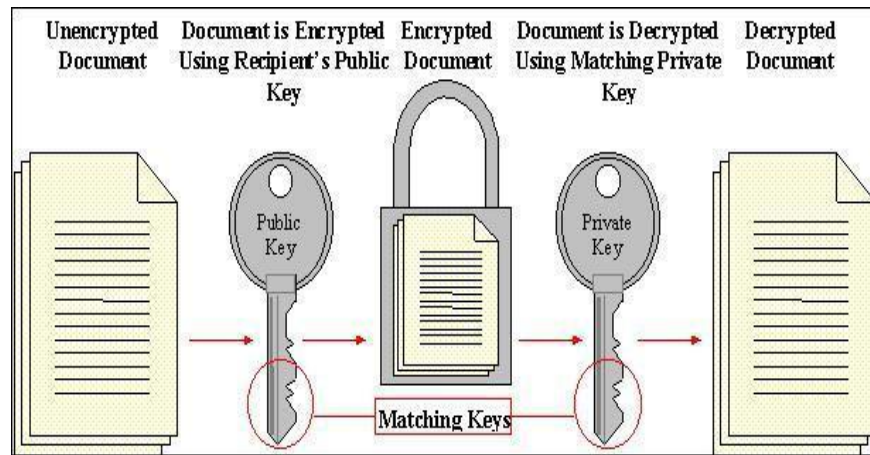 Unencrypted
Document
Document is Encrypted
Using Recipient's Public
Key
Encrypted
Document
Document is Decrypted
Using Matching Private
Key
Decrypted
Document
Public
Key
Private
Key
Matching Keys